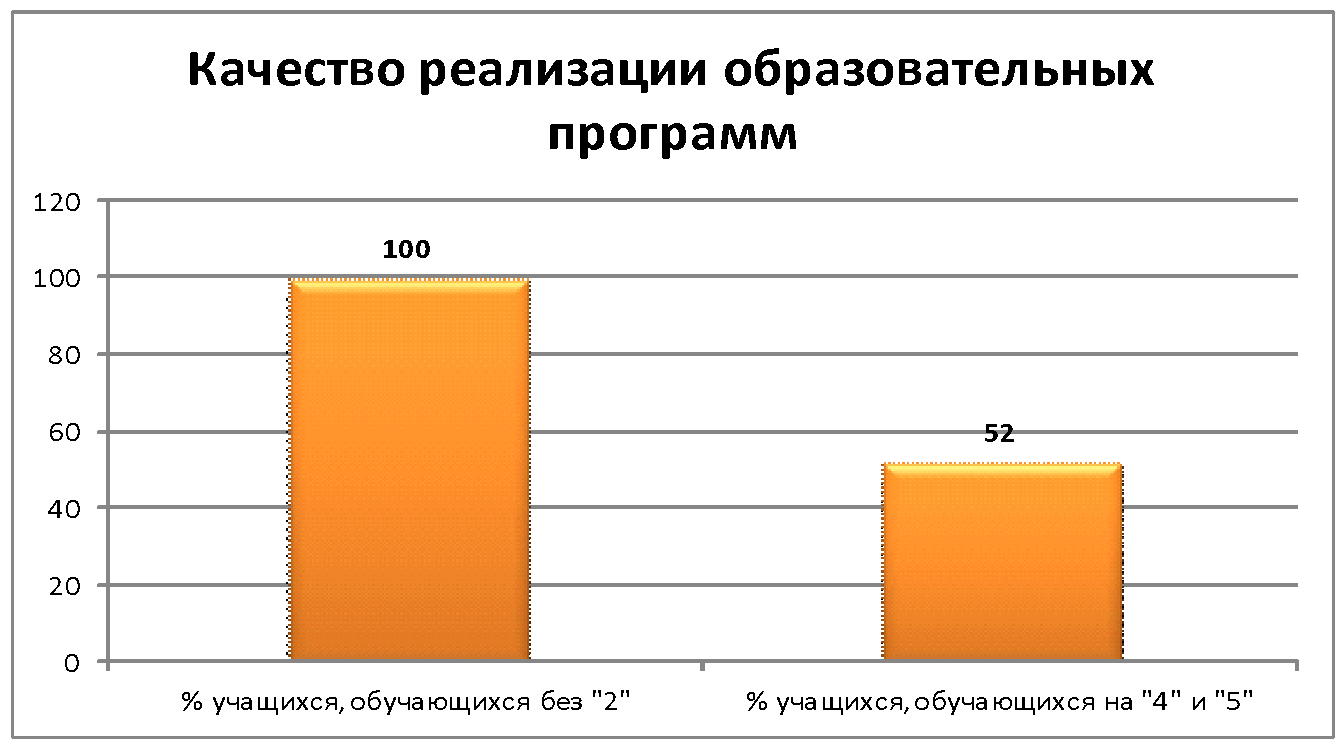 Качество реализации образовательных
программ
120
100
80
60
40
20
0
100
52
% учащихся, обучающихся без "2"
% учащихся, обучающихся на "4" и "5"